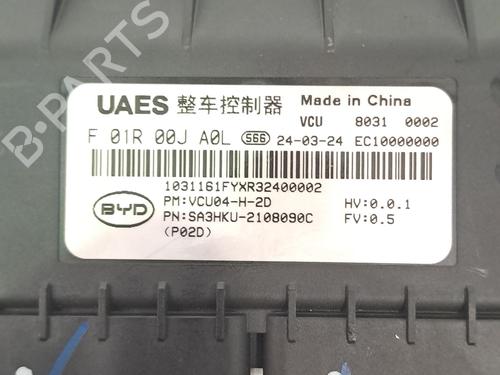 UAES 整车控制器 Made in China
VCU 8031 0002
F 01R 00J A0L 566 24-03-24 EC10000000
1031161FYXR32400002
BYD
PM:VCU04-H-2D HV:0.0.1
PN:SA3HKU-2108090C FV:0.5
(P02D)
B-PARTS